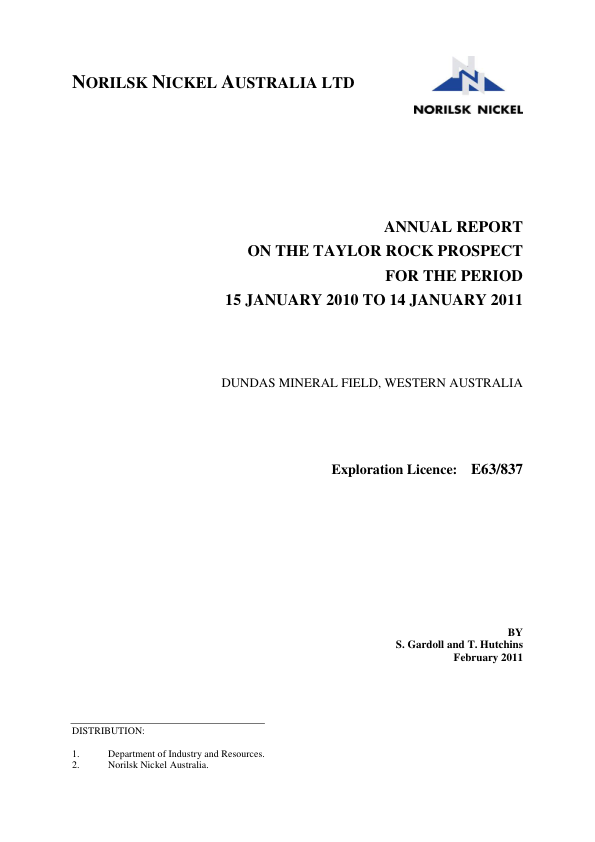 NORILSK NICKEL AUSTRALIA LTD
NORILSK NICKEL
ANNUAL REPORT
ON THE TAYLOR ROCK PROSPECT
FOR THE PERIOD
15 JANUARY 2010 TO 14 JANUARY 2011
DUNDAS MINERAL FIELD, WESTERN AUSTRALIA
Exploration Licence: E63/837
BY
S. Gardoll and T. Hutchins
February 2011
DISTRIBUTION:
1. Department of Industry and Resources.
2. Norilsk Nickel Australia.